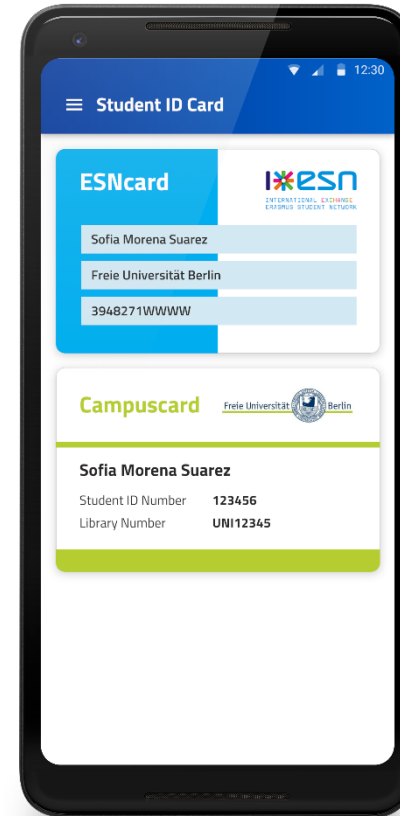 12:30
Student ID Card
ESNcard
esn
INTERNATIONAL EXCHANGE
ERASMUS STUDENT NETWORK
Sofia Morena Suarez
Freie Universität Berlin
3948271WWWW
Campuscard
Freie Universität Berlin
Sofia Morena Suarez
Student ID Number 123456
Library Number UNI12345